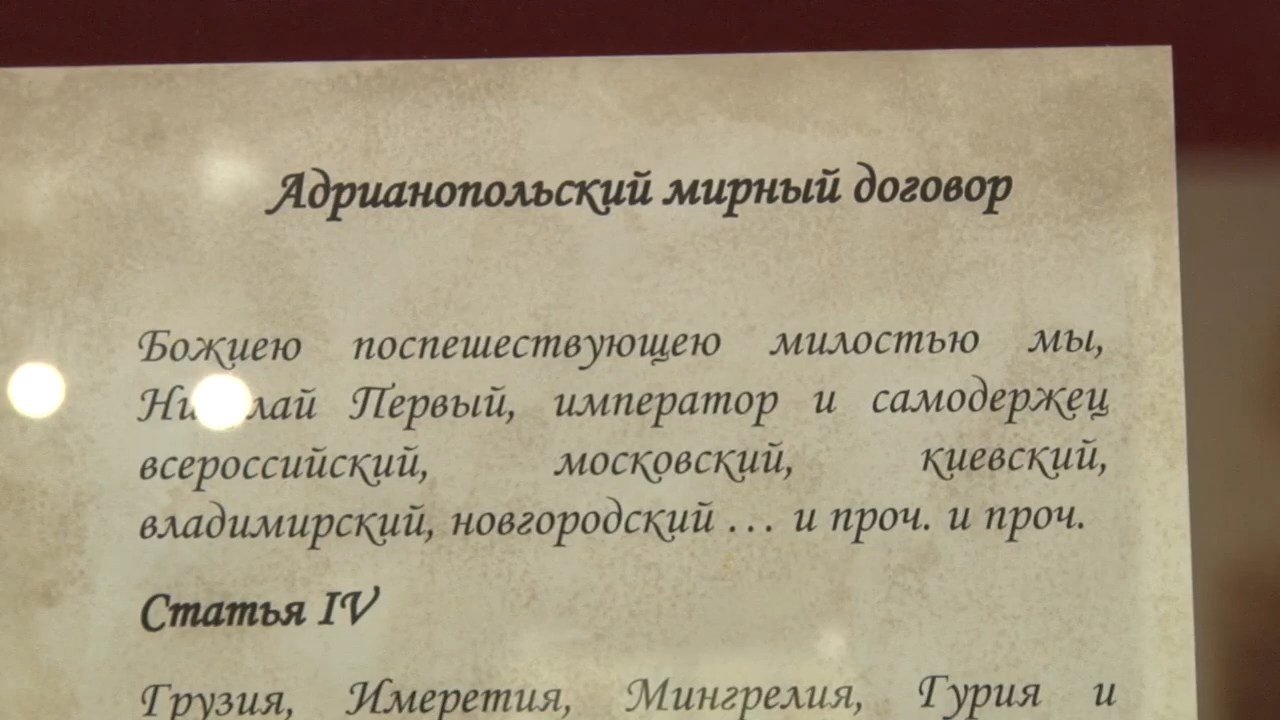 Адрианопольский мирный договор
Божиею поспешествующею милостью мы,
Николай Первый, император и самодержец
всероссийский, московский, киевский,
владимирский, новгородский … и проч. и проч.
Статья IV
Грузия, Имеретия, Мингрелия, Гурия и